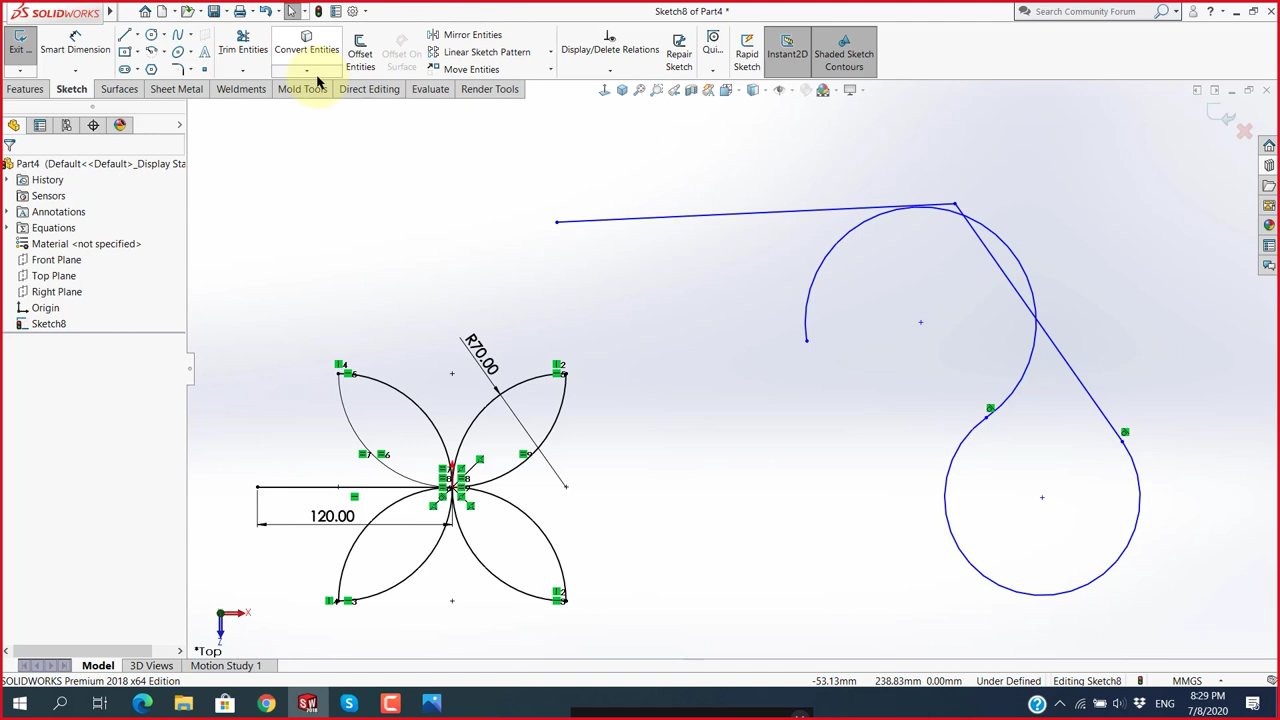 SOLIDWORKS
Sketch8 of Part4 *
Search Community Forum
Exit ...
Smart Dimension
Trim Entities
Convert Entities
Offset Entities
Offset On Surface
Mirror Entities
Linear Sketch Pattern
Move Entities
Display/Delete Relations
Repair Sketch
Qui...
Rapid Sketch
Instant2D
Shaded Sketch Contours
Features
Sketch
Surfaces
Sheet Metal
Weldments
Mold Tools
Direct Editing
Evaluate
Render Tools
Part4 (Default<<Default>_Display Sta
History
Sensors
Annotations
Equations
Material <not specified>
Front Plane
Top Plane
Right Plane
Origin
Sketch8
R70.00
120.00
X
Z
*Top
Model
3D Views
Motion Study 1
SOLIDWORKS Premium 2018 x64 Edition
-53.13mm
238.83mm
0.00mm
Under Defined
Editing Sketch8
MMGS
ENG
8:29 PM
7/8/2020